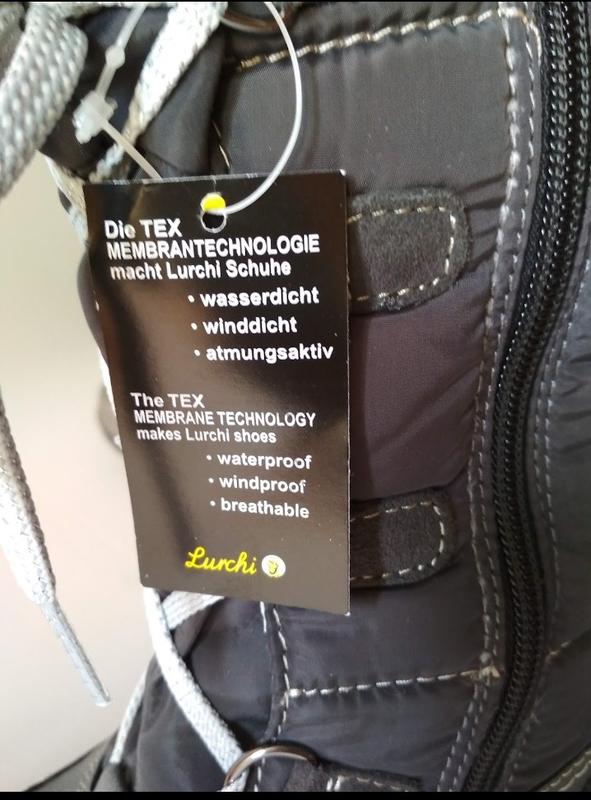 Die TEX
MEMBRANTECHNOLOGIE
macht Lurchi Schuhe
• wasserdicht
• winddicht
• atmungsaktiv
The TEX
MEMBRANE TECHNOLOGY
makes Lurchi shoes
• waterproof
• windproof
• breathable
Lurchi